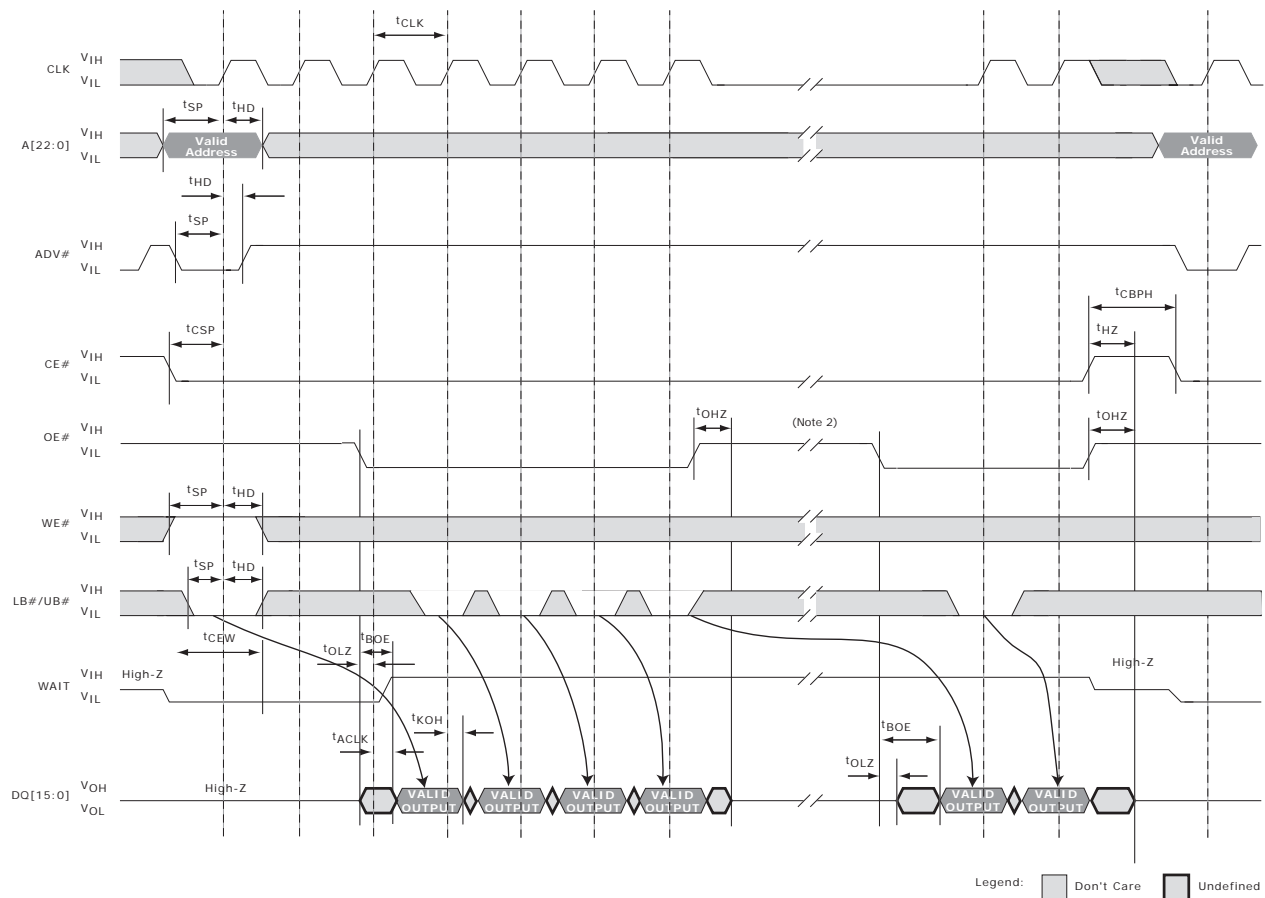 tCLK
CLK VIH
VIL
tSP tHD
A[22:0] VIH
VIL
Valid
Address
Valid
Address
tHD
tSP
ADV# VIH
VIL
tCBPH
tCSP
tHZ
CE# VIH
VIL
tOHZ
(Note 2)
tOHZ
OE# VIH
VIL
tSP tHD
WE# VIH
VIL
tSP tHD
LB#/UB# VIH
VIL
tCEW
tOLZ
tBOE
High-Z
High-Z
WAIT VIH
VIL
tKOH
tACLK
tBOE
tOLZ
High-Z
DQ[15:0] VOH
VOL
VALID
OUTPUT
VALID
OUTPUT
VALID
OUTPUT
VALID
OUTPUT
VALID
OUTPUT
VALID
OUTPUT
Legend: Don't Care Undefined